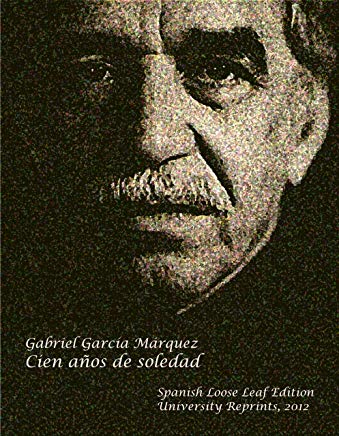 Gabriel García Márquez
Cien años de soledad
Spanish Loose Leaf Edition
University Reprints, 2012